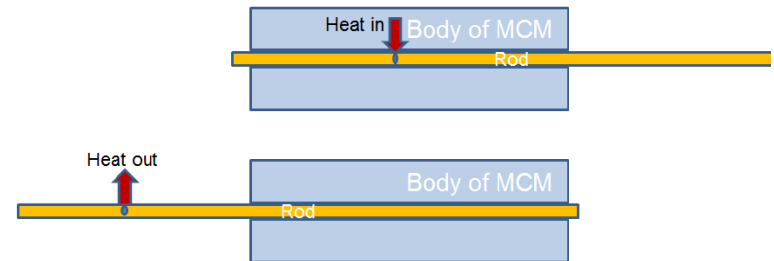 Heat in
Body of MCM
Rod
Heat out
Body of MCM
Rod